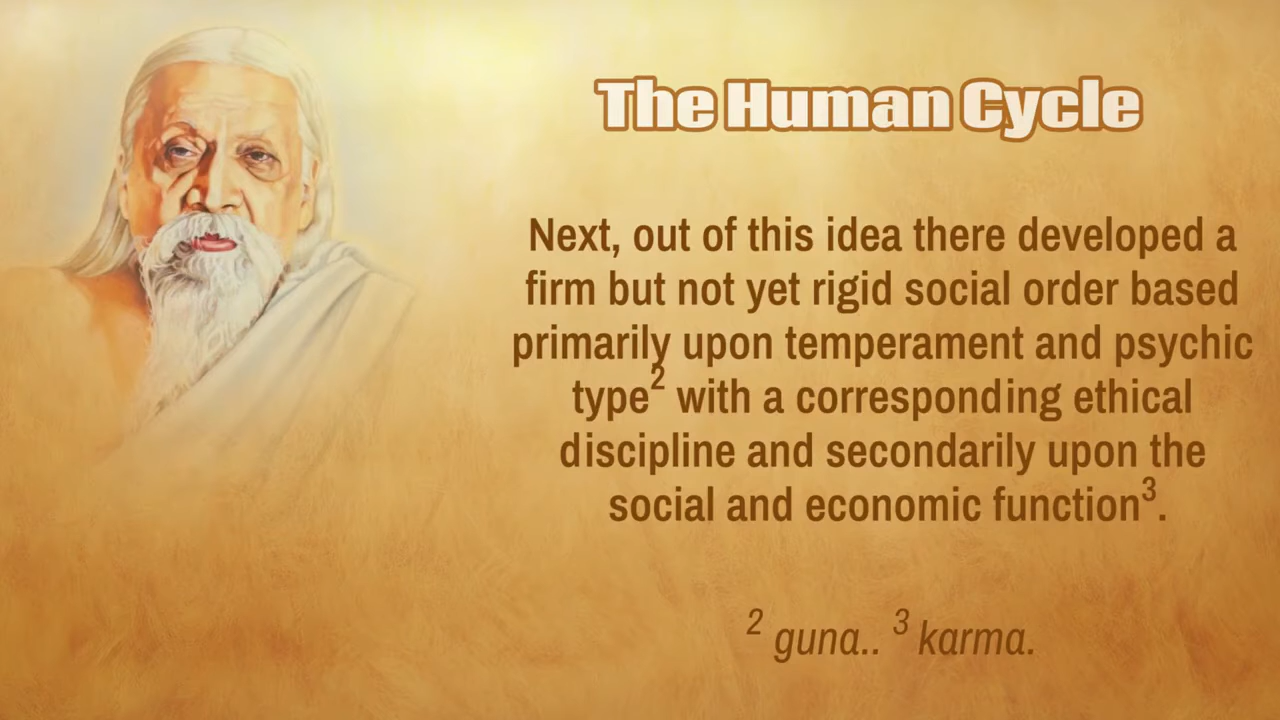 The Human Cycle
Next, out of this idea there developed a
firm but not yet rigid social order based
primarily upon temperament and psychic
type² with a corresponding ethical
discipline and secondarily upon the
social and economic function³.
² guna.. ³ karma.